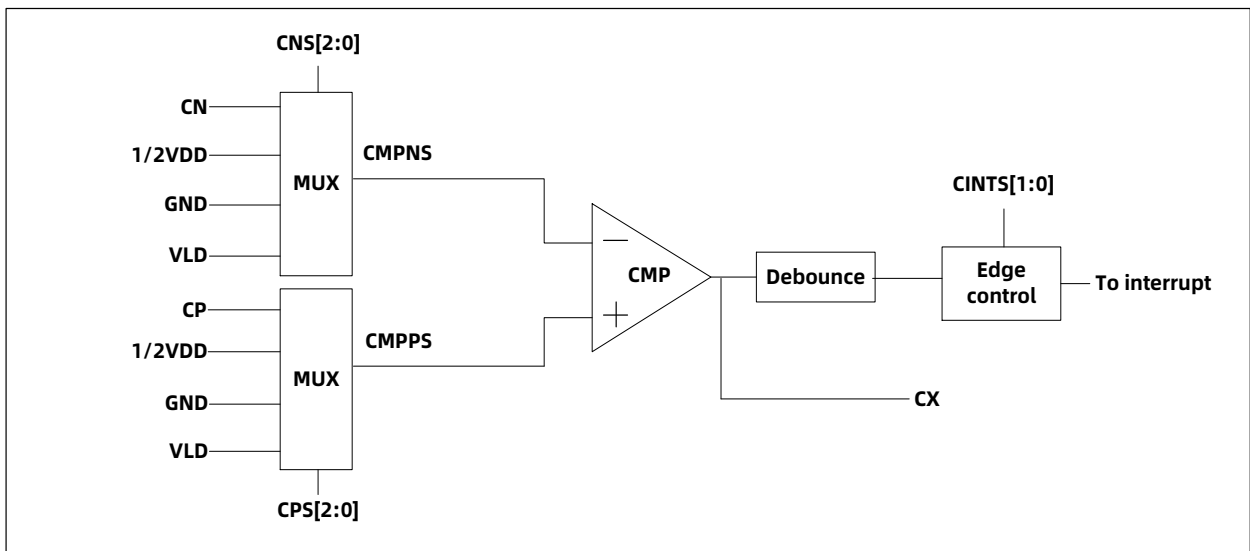 CNS[2:0]
CN
1/2VDD
GND
VLD
MUX
CMPNS
CP
1/2VDD
GND
VLD
MUX
CMPPS
CPS[2:0]
−
CMP
+
Debounce
CINTS[1:0]
Edge
control
To interrupt
CX